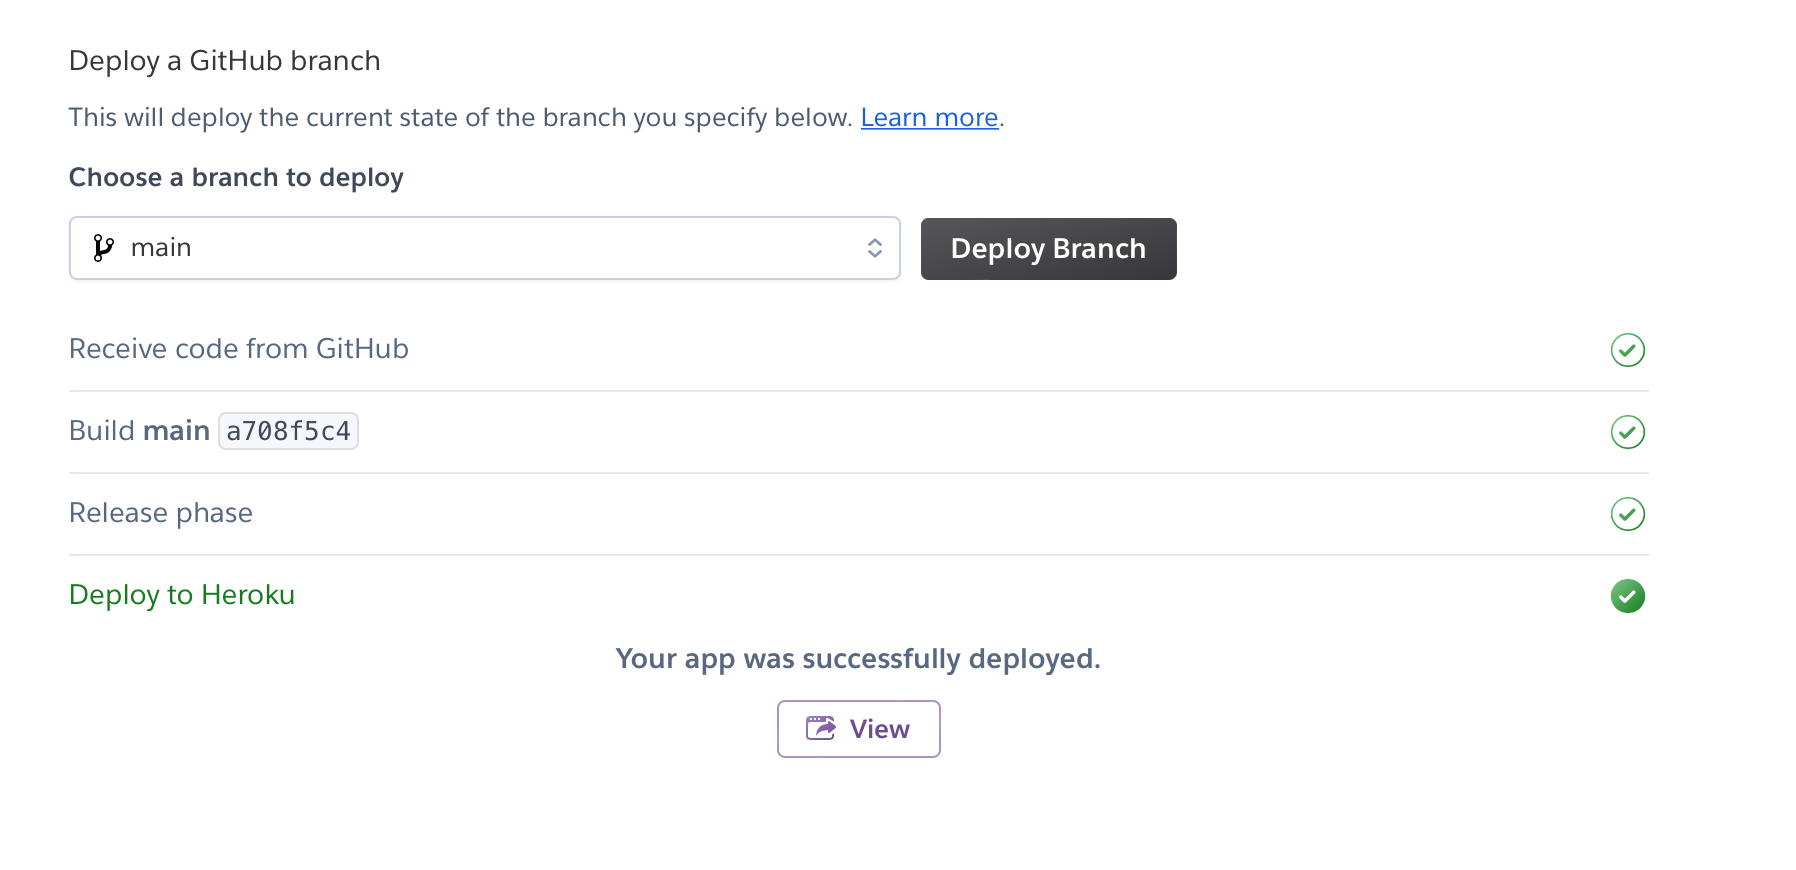 Deploy a GitHub branch
This will deploy the current state of the branch you specify below. Learn more.
Choose a branch to deploy
main
Deploy Branch
Receive code from GitHub
Build main a708f5c4
Release phase
Deploy to Heroku
Your app was successfully deployed.
View